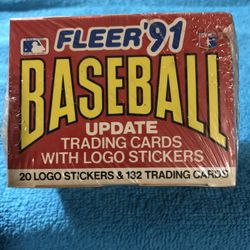 FLEER '91
BASEBALL
UPDATE
TRADING CARDS
WITH LOGO STICKERS
20 LOGO STICKERS & 132 TRADING CARDS